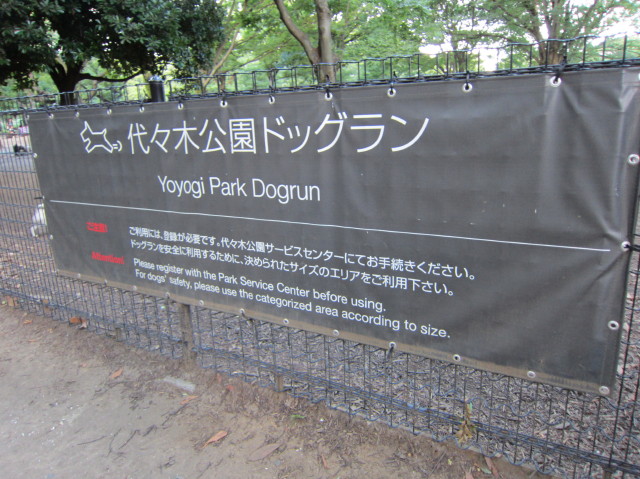 代々木公園ドッグラン
Yoyogi Park Dogrun
ご注意!
ご利用には、登録が必要です。代々木公園サービスセンターにてお手続きください。
ドッグランを安全に利用するために、決められたサイズのエリアをご利用下さい。
Attention!
Please register with the Park Service Center before using.
For dogs' safety, please use the categorized area according to size.